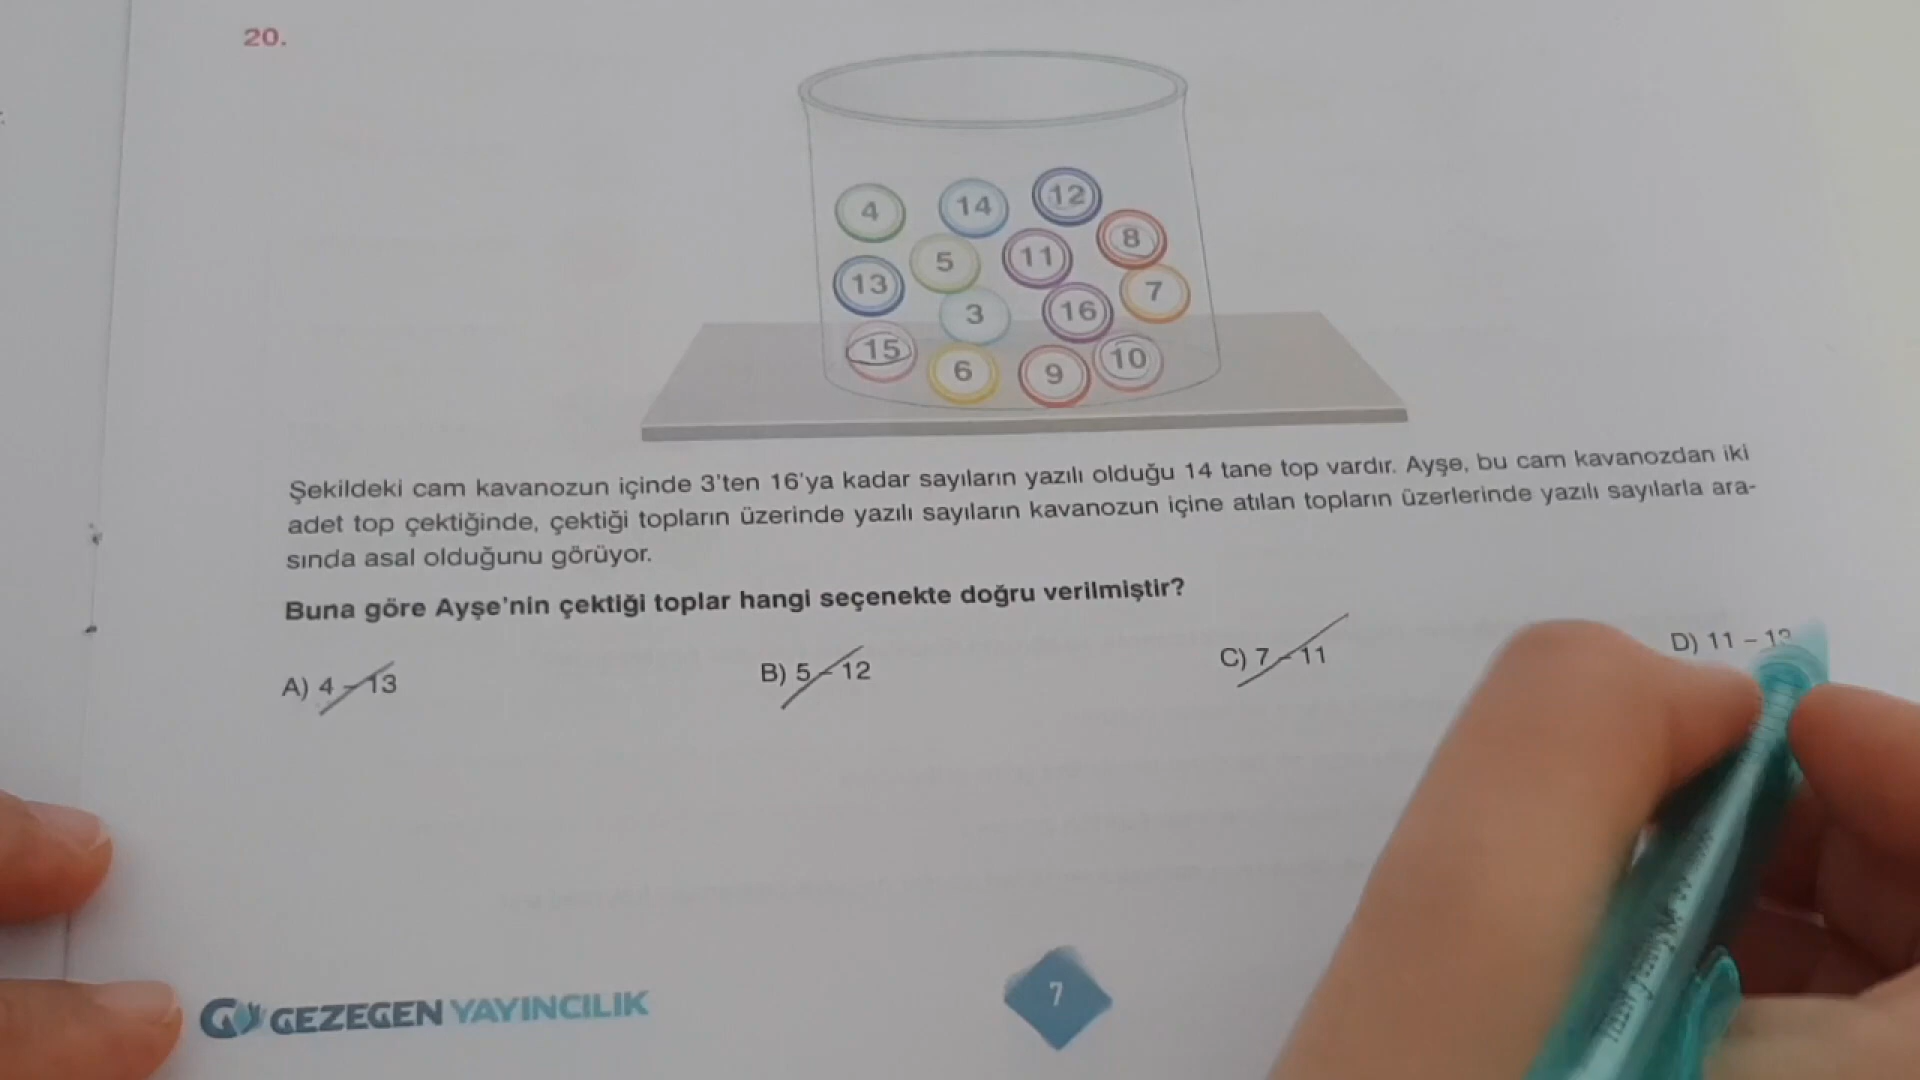 20.
4
14
12
8
5
11
13
7
3
16
15
10
6
9
Şekildeki cam kavanozun içinde 3'ten 16'ya kadar sayıların yazılı olduğu 14 tane top vardır. Ayşe, bu cam kavanozdan iki
adet top çektiğinde, çektiği topların üzerinde yazılı sayıların kavanozun içine atılan topların üzerlerinde yazılı sayılarla ara-
sında asal olduğunu görüyor.
Buna göre Ayşe'nin çektiği toplar hangi seçenekte doğru verilmiştir?
A) 4 – 13
B) 5 – 12
C) 7 – 11
D) 11 –
GEZEGEN YAYINCILIK
7